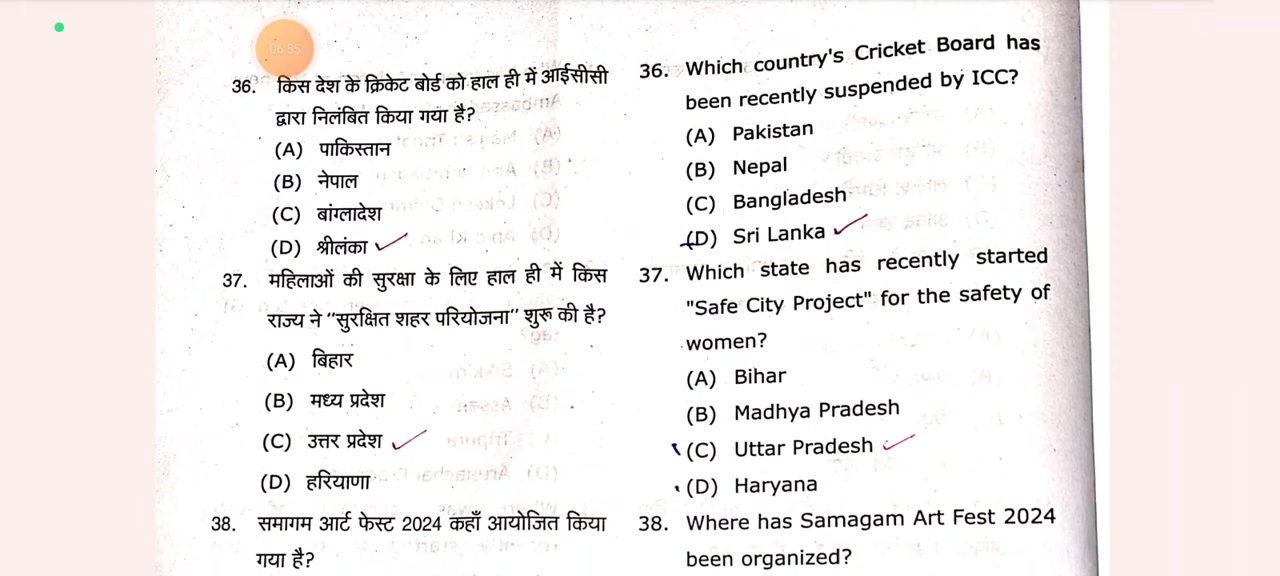 06:55
36. किस देश के क्रिकेट बोर्ड को हाल ही में आईसीसी
द्वारा निलंबित किया गया है?
(A) पाकिस्तान
(B) नेपाल
(C) बांग्लादेश
(D) श्रीलंका
37. महिलाओं की सुरक्षा के लिए हाल ही में किस
राज्य ने “सुरक्षित शहर परियोजना” शुरू की है?
(A) बिहार
(B) मध्य प्रदेश
(C) उत्तर प्रदेश
(D) हरियाणा
38. समागम आर्ट फेस्ट 2024 कहाँ आयोजित किया
गया है?
36. Which country's Cricket Board has
been recently suspended by ICC?
(A) Pakistan
(B) Nepal
(C) Bangladesh
(D) Sri Lanka
37. Which state has recently started
"Safe City Project" for the safety of
women?
(A) Bihar
(B) Madhya Pradesh
(C) Uttar Pradesh
(D) Haryana
38. Where has Samagam Art Fest 2024
been organized?